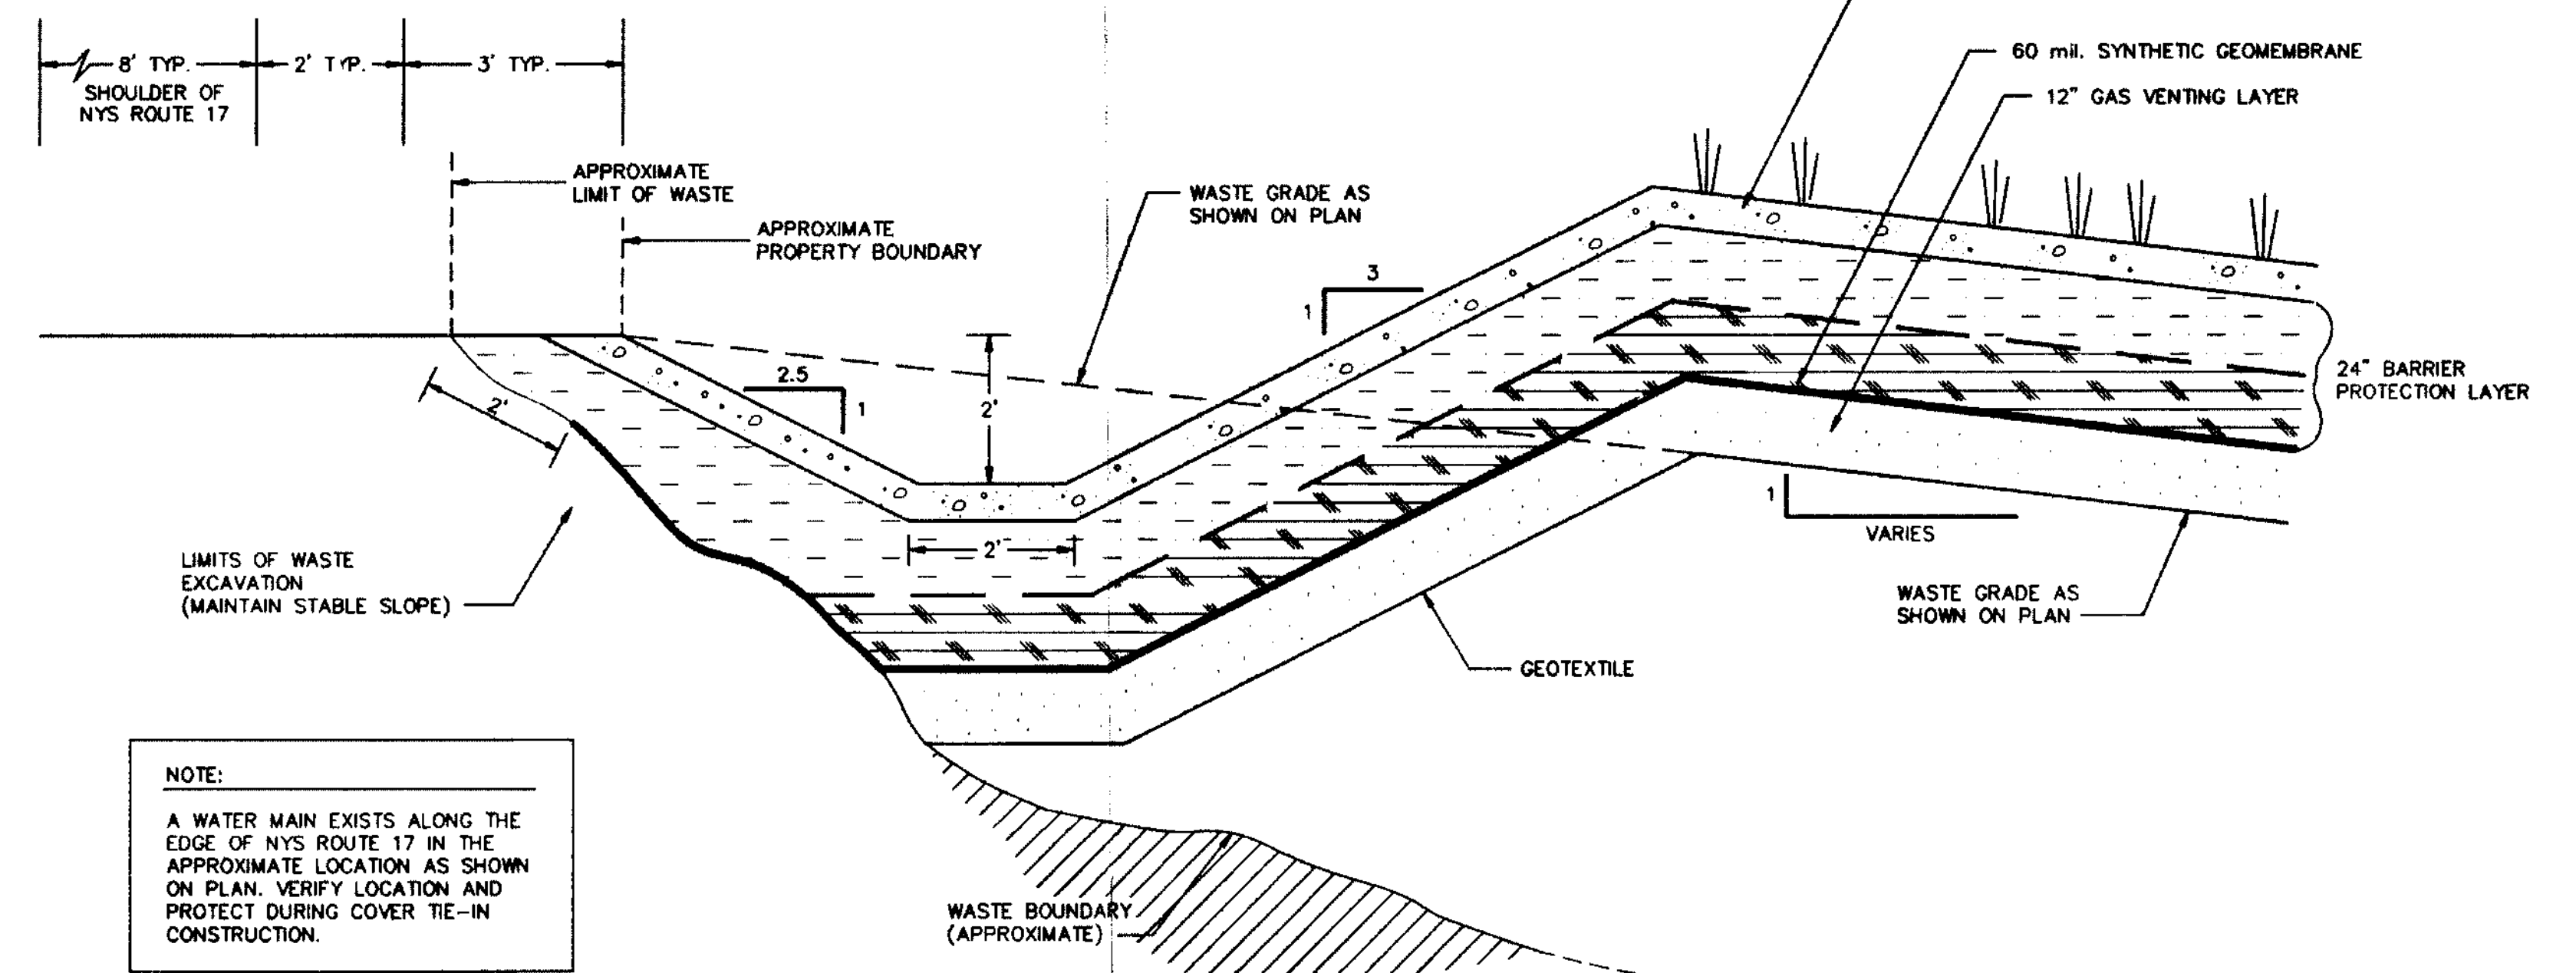 8' TYP.
2' TYP.
3' TYP.
SHOULDER OF
NYS ROUTE 17
60 mil. SYNTHETIC GEOMEMBRANE
12" GAS VENTING LAYER
APPROXIMATE
LIMIT OF WASTE
APPROXIMATE
PROPERTY BOUNDARY
WASTE GRADE AS
SHOWN ON PLAN
3
1
2.5
1
2'
2'
2'
24" BARRIER
PROTECTION LAYER
1
VARIES
LIMITS OF WASTE
EXCAVATION
(MAINTAIN STABLE SLOPE)
WASTE GRADE AS
SHOWN ON PLAN
GEOTEXTILE
NOTE:
A WATER MAIN EXISTS ALONG THE
EDGE OF NYS ROUTE 17 IN THE
APPROXIMATE LOCATION AS SHOWN
ON PLAN. VERIFY LOCATION AND
PROTECT DURING COVER TIE-IN
CONSTRUCTION.
WASTE BOUNDARY
(APPROXIMATE)